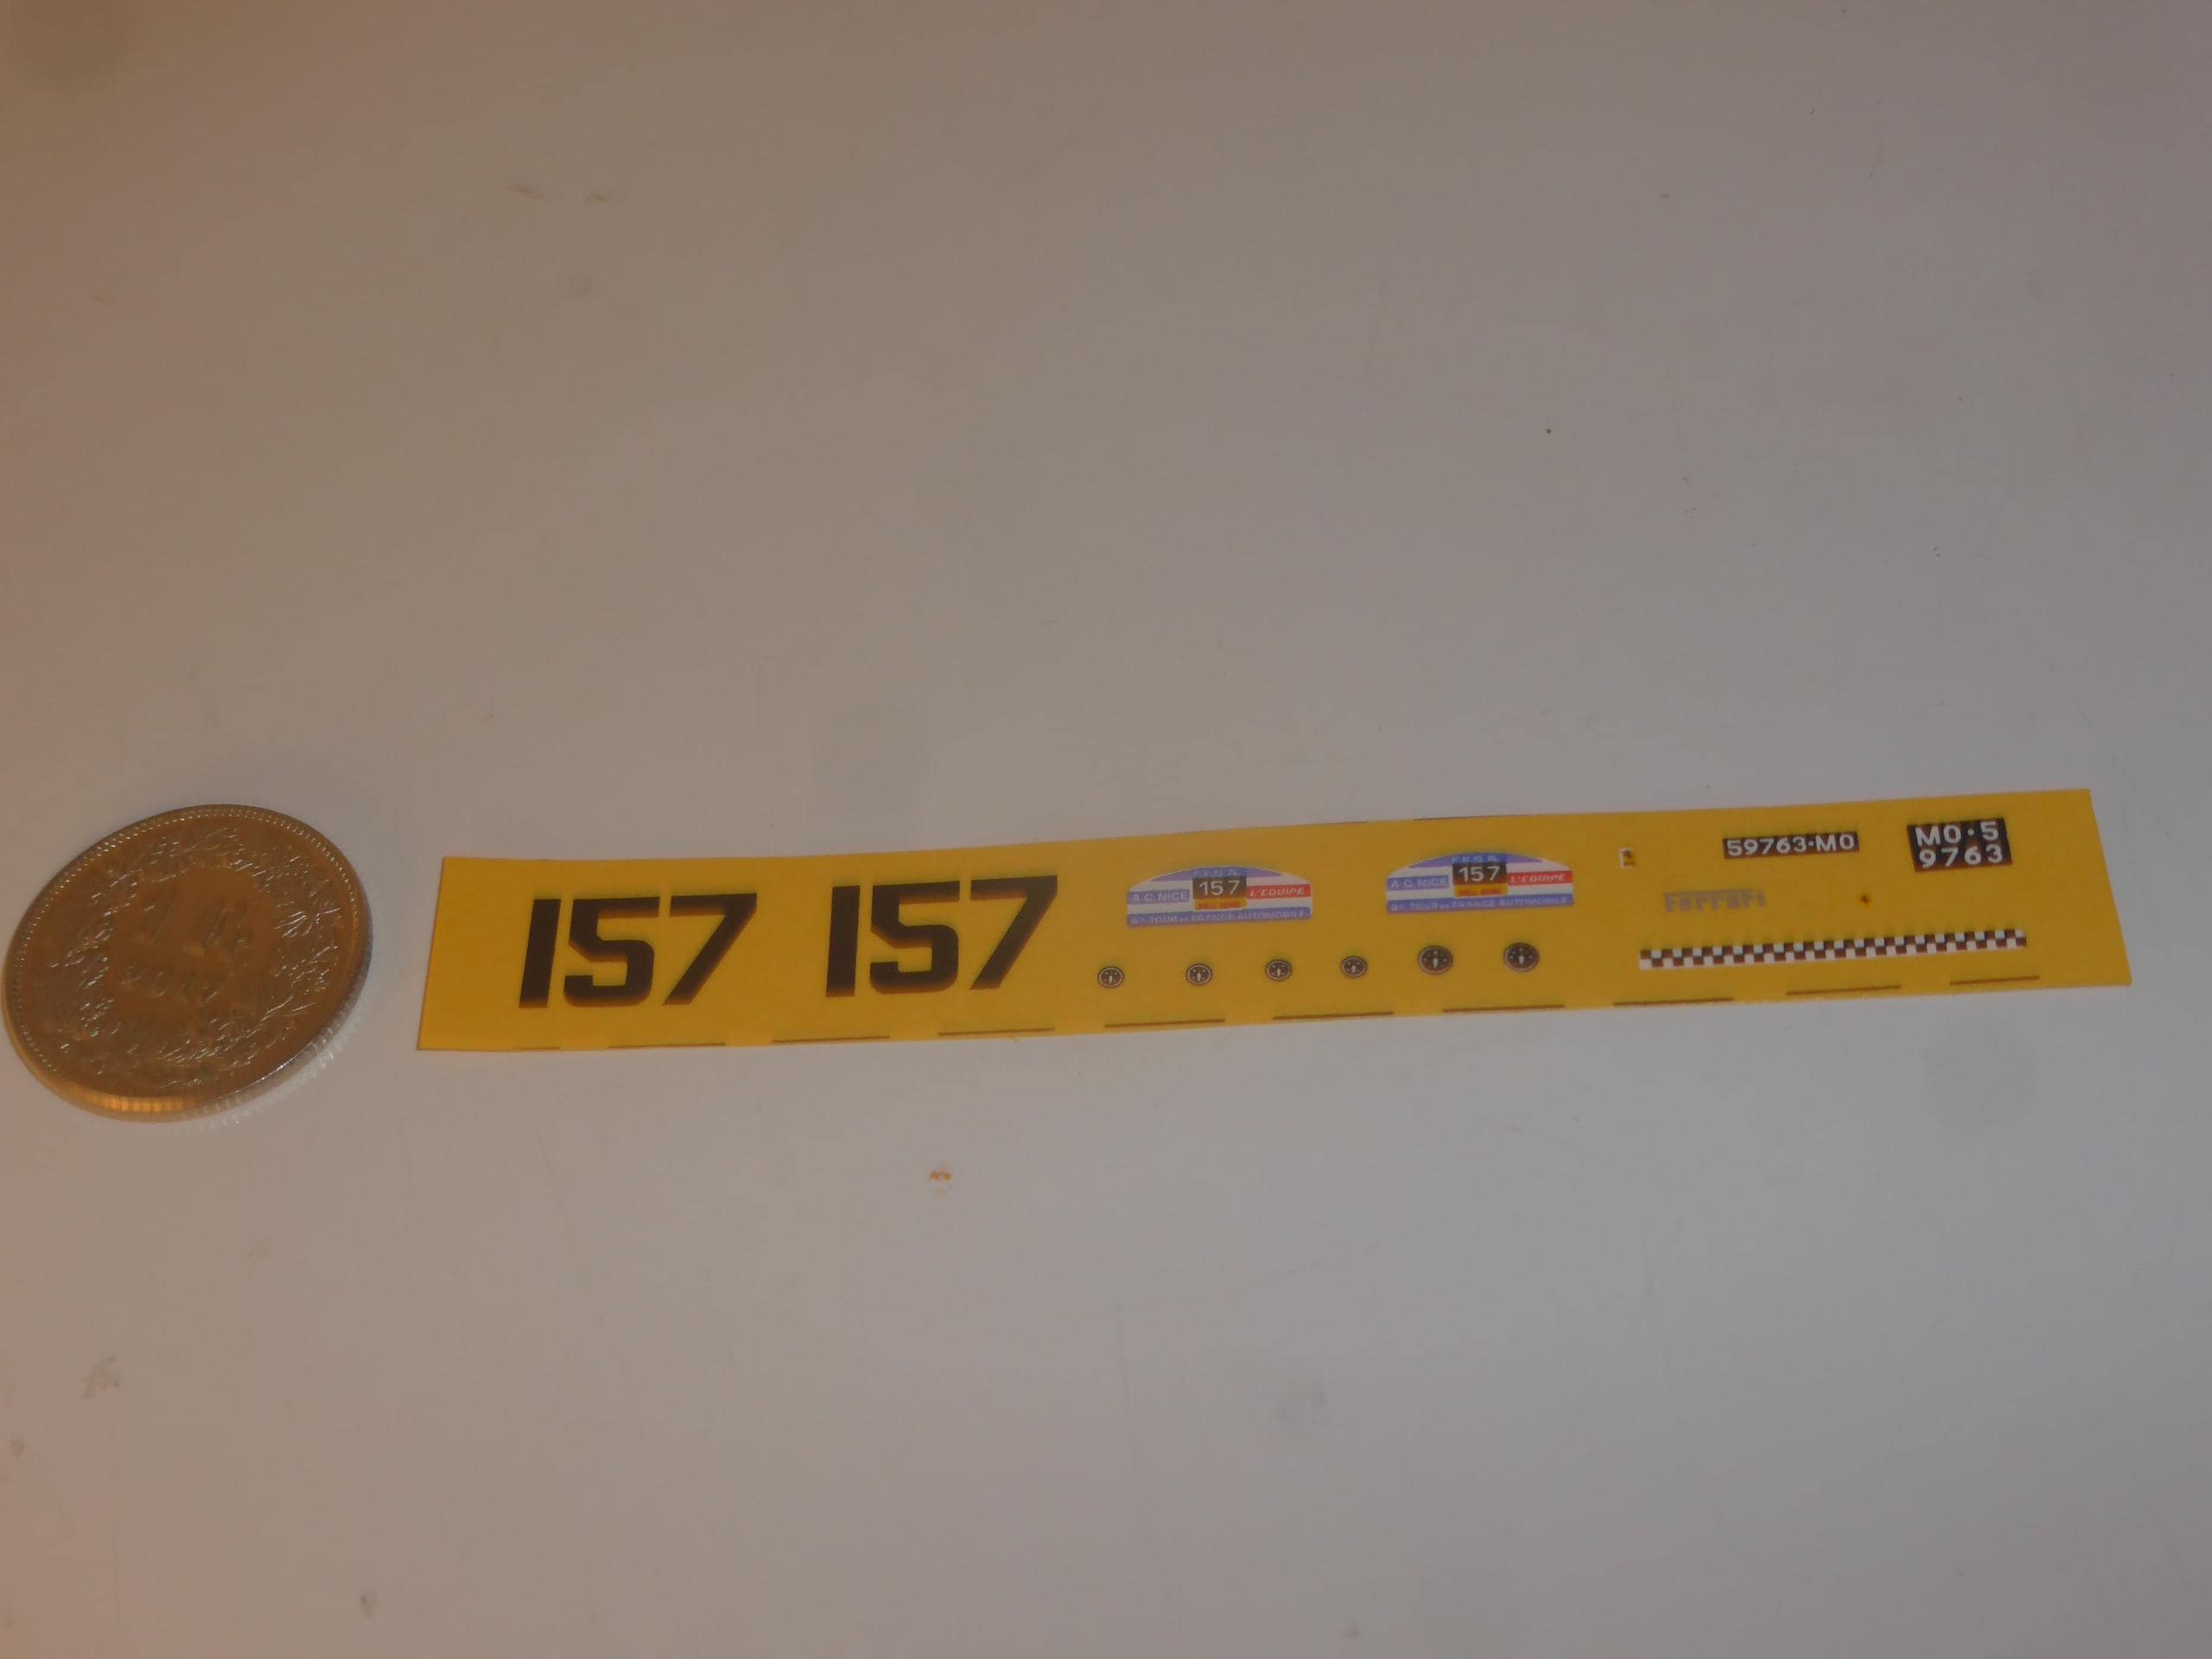 157
157
F.F.S.A.
A.C. NICE 157 L'EQUIPE
TOUR DE FRANCE AUTOMOBILE
F.F.S.A.
A.C. NICE 157 L'EQUIPE
TOUR DE FRANCE AUTOMOBILE
59763·MO
Ferrari
MO·5
9763